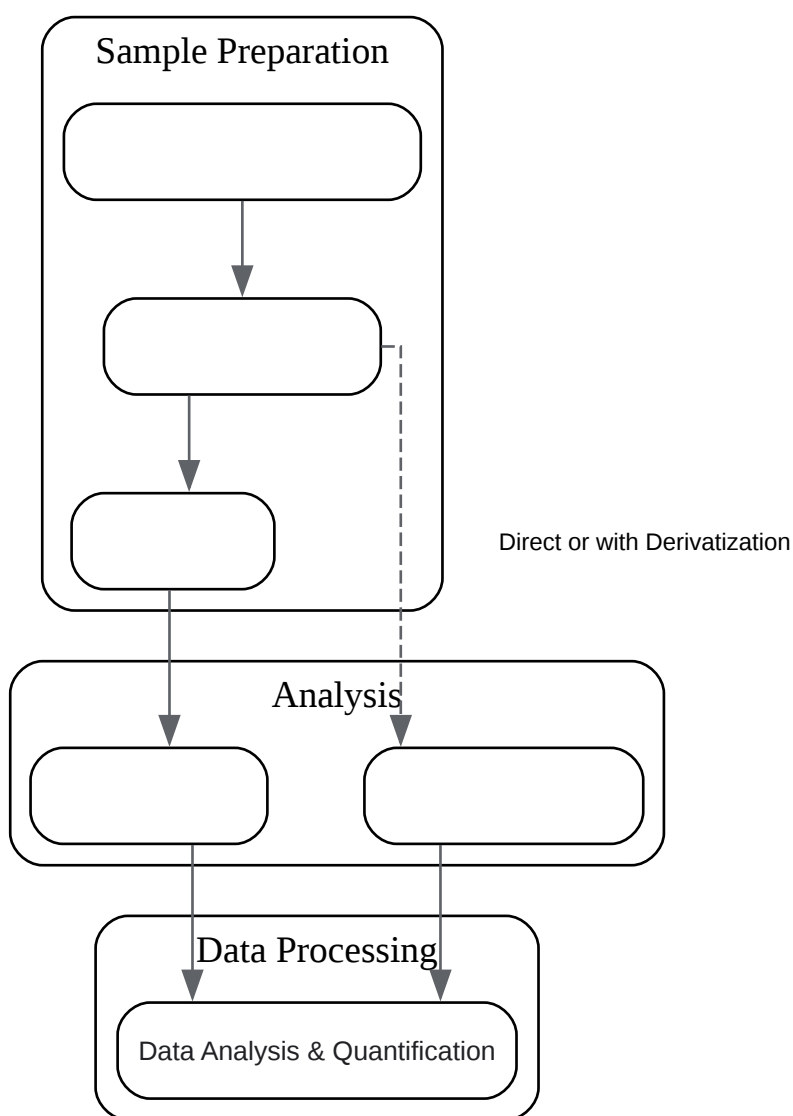 Sample Preparation
Direct or with Derivatization
Analysis
Data Processing
Data Analysis & Quantification